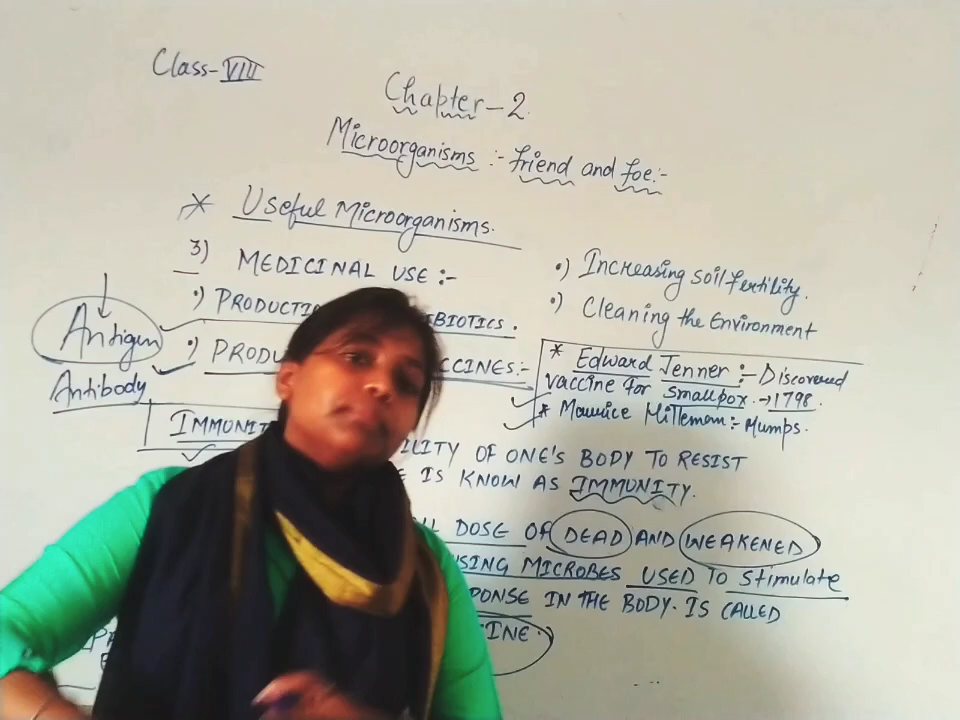 Class-VIII
Chapter-2
Microorganisms :- friend and foe:-
* Useful Microorganisms.
3) MEDICINAL USE :-
•) PRODUCTIO BIOTICS.
•) PRODU CCINES:-
Antigen
Antibody
•) Increasing soil fertility.
•) Cleaning the Environment
* Edward Jenner :- Discovered
vaccine for smallpox. → 1798.
* Maurice Hilleman :- Mumps.
IMMUNIT ILITY OF ONE'S BODY TO RESIST
E IS KNOW AS IMMUNITY.
DOSE OF DEAD AND WEAKENED
USING MICROBES USED TO stimulate
PONSE IN THE BODY. IS CALLED
CINE.